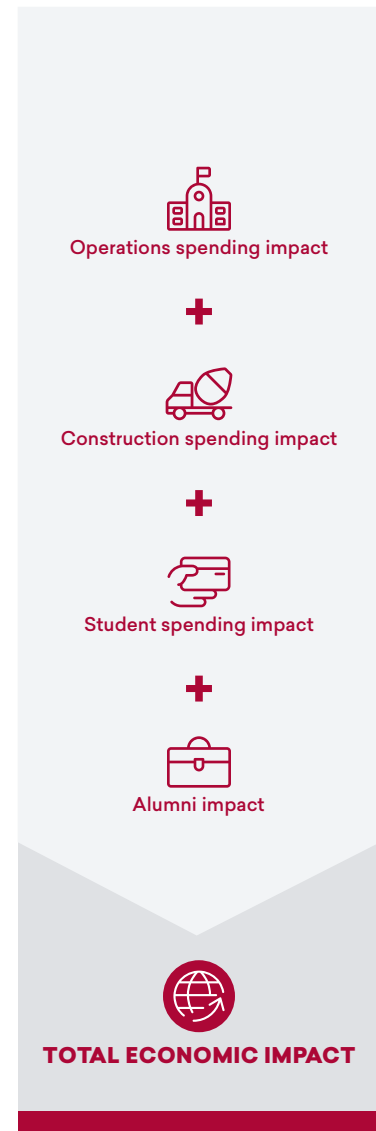 Operations spending impact
+
Construction spending impact
+
Student spending impact
+
Alumni impact
TOTAL ECONOMIC IMPACT